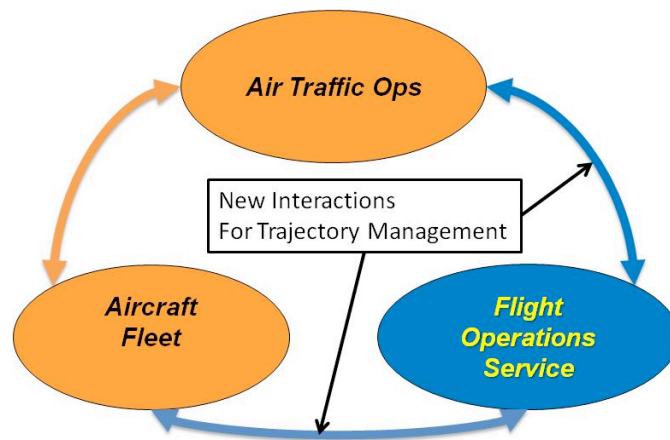 Air Traffic Ops
New Interactions
For Trajectory Management
Aircraft
Fleet
Flight
Operations
Service